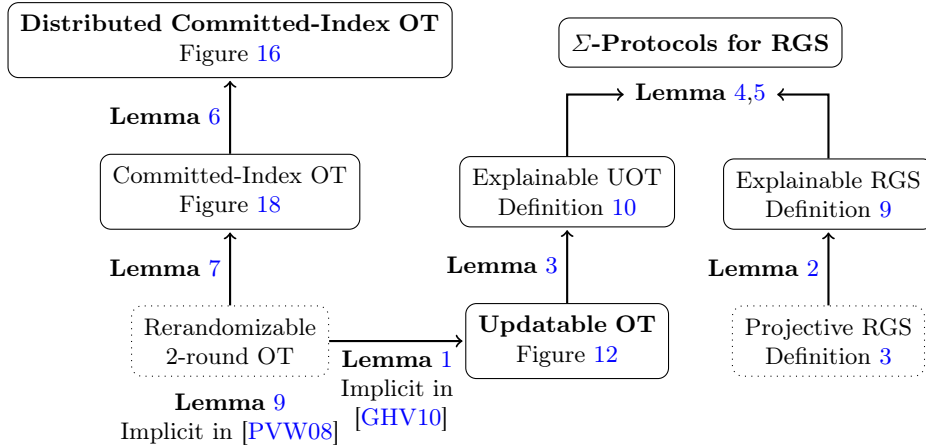 Distributed Committed-Index OT
Figure 16
Σ-Protocols for RGS
Lemma 4,5
Lemma 6
Committed-Index OT
Figure 18
Explainable UOT
Definition 10
Explainable RGS
Definition 9
Lemma 7
Lemma 3
Lemma 2
Rerandomizable
2-round OT
Updatable OT
Figure 12
Projective RGS
Definition 3
Lemma 1
Implicit in
[GHV10]
Lemma 9
Implicit in [PVW08]